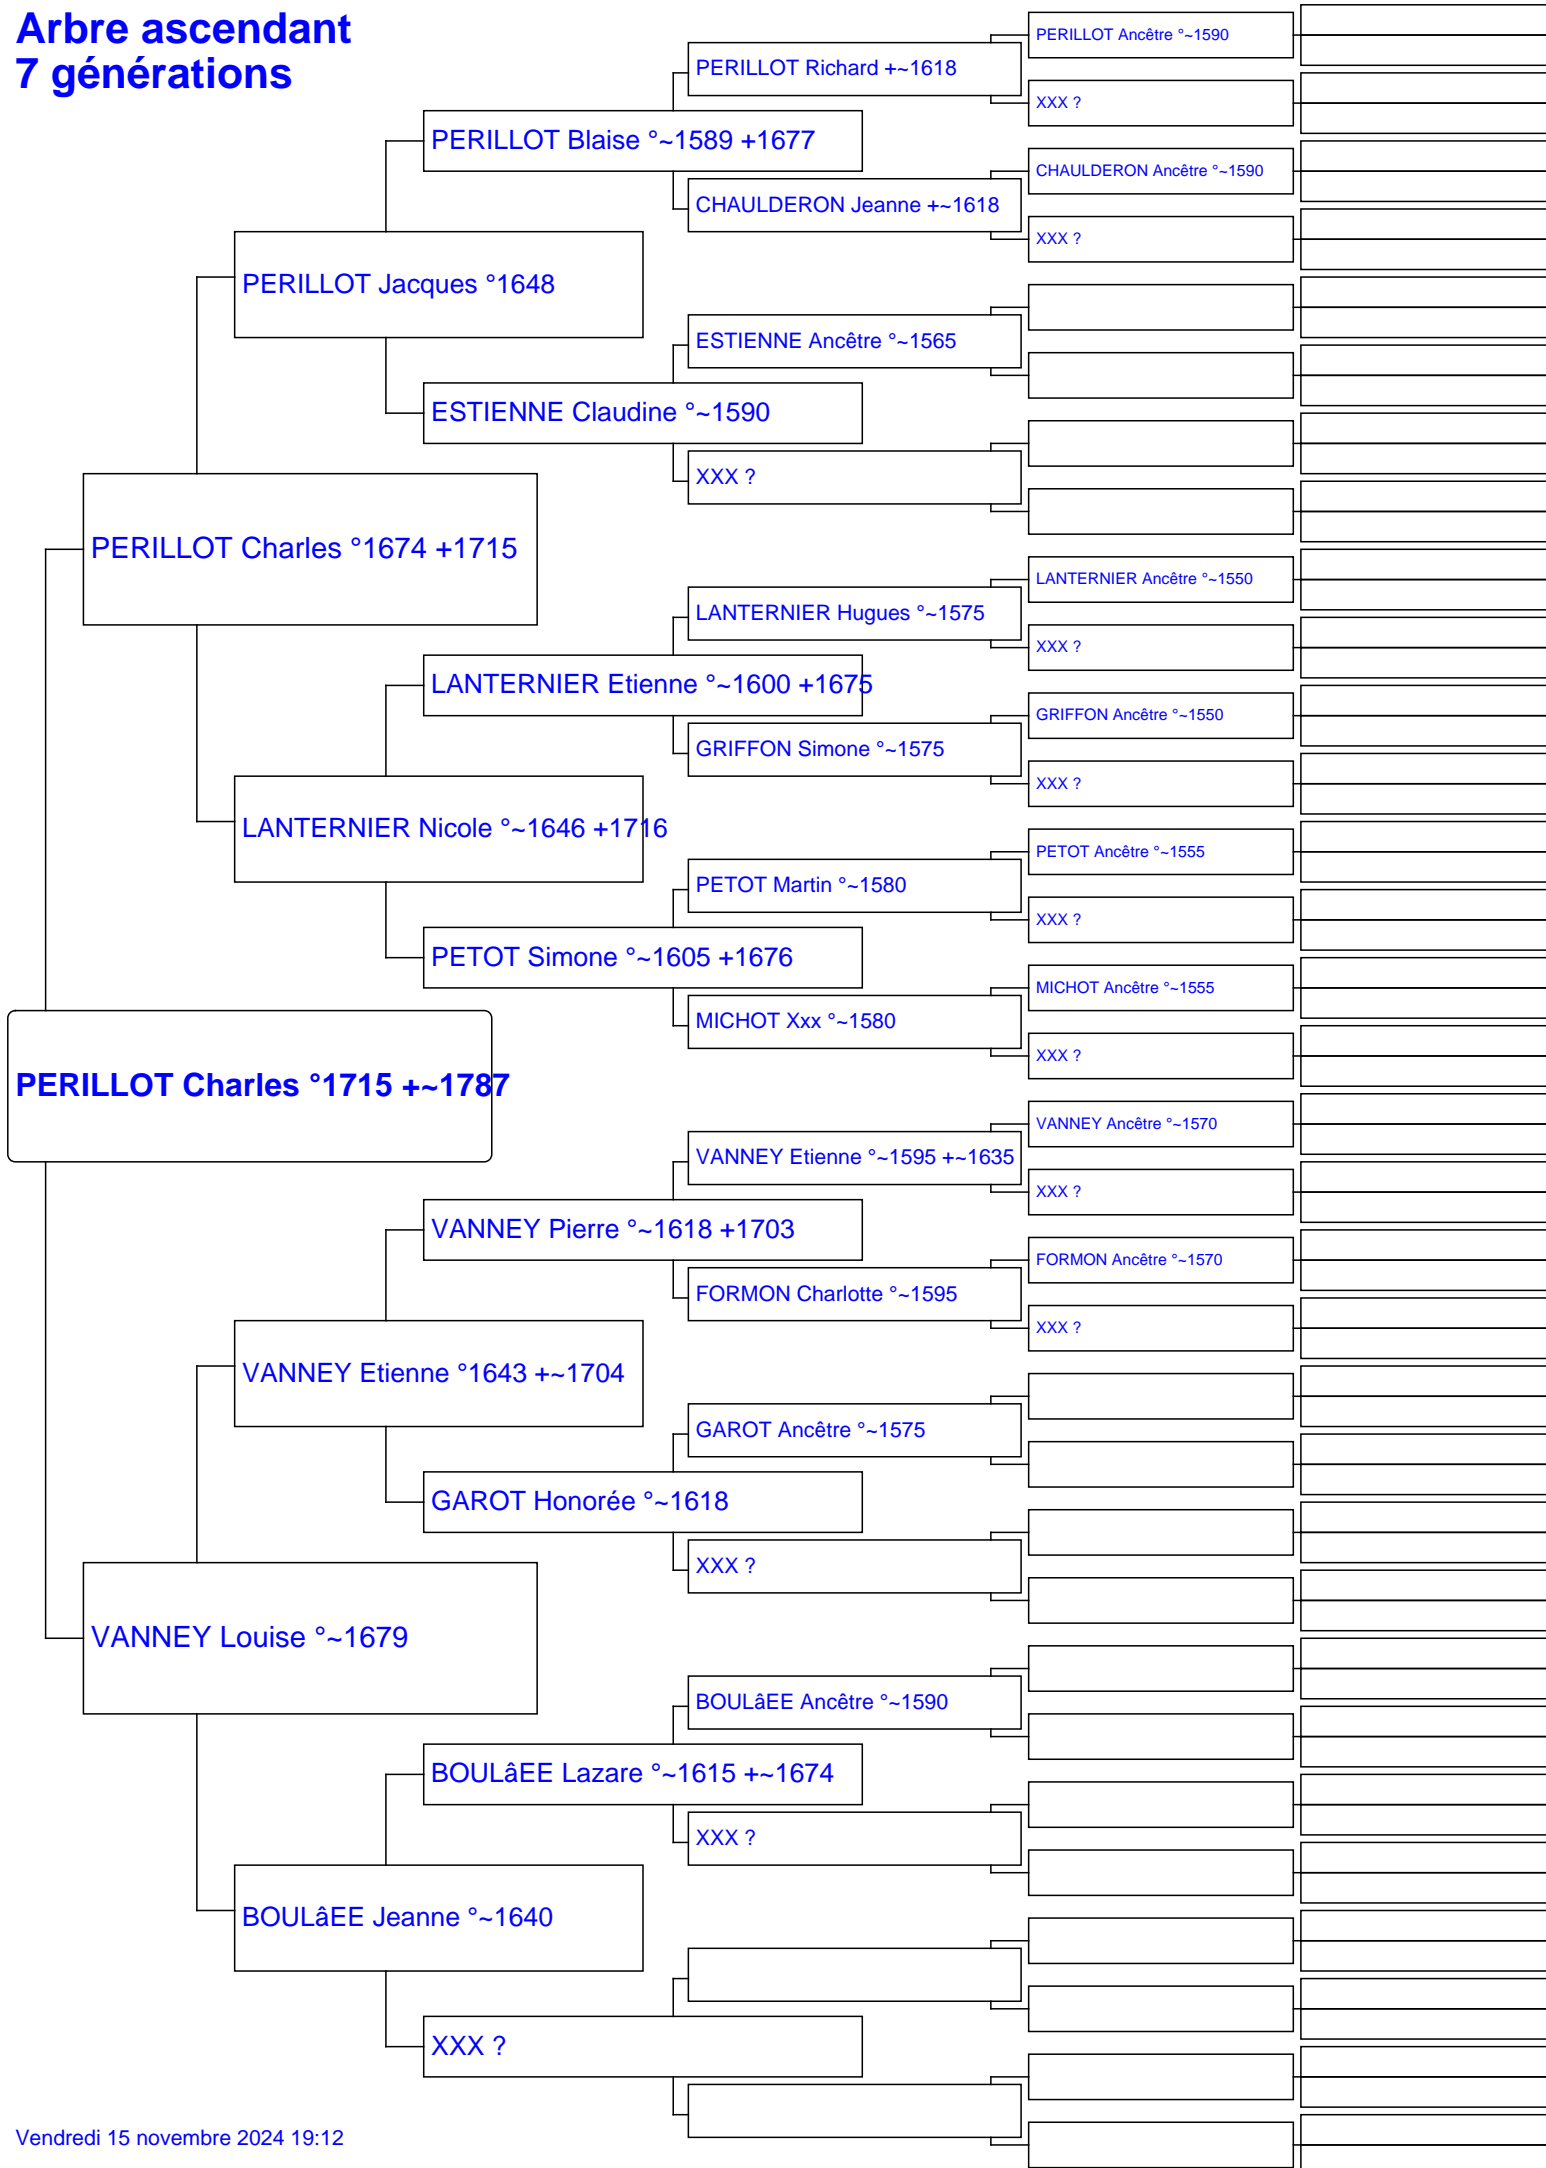 Arbre ascendant
7 générations
PERILLOT Ancêtre °~1590
PERILLOT Richard +~1618
XXX ?
PERILLOT Blaise °~1589 +1677
CHAULDERON Ancêtre °~1590
CHAULDERON Jeanne +~1618
XXX ?
PERILLOT Jacques °1648
ESTIENNE Ancêtre °~1565
ESTIENNE Claudine °~1590
XXX ?
PERILLOT Charles °1674 +1715
LANTERNIER Ancêtre °~1550
LANTERNIER Hugues °~1575
XXX ?
LANTERNIER Etienne °~1600 +1675
GRIFFON Ancêtre °~1550
GRIFFON Simone °~1575
XXX ?
LANTERNIER Nicole °~1646 +1716
PETOT Ancêtre °~1555
PETOT Martin °~1580
XXX ?
PETOT Simone °~1605 +1676
MICHOT Ancêtre °~1555
MICHOT Xxx °~1580
XXX ?
PERILLOT Charles °1715 +~1787
VANNEY Ancêtre °~1570
VANNEY Etienne °~1595 +~1635
XXX ?
VANNEY Pierre °~1618 +1703
FORMON Ancêtre °~1570
FORMON Charlotte °~1595
XXX ?
VANNEY Etienne °1643 +~1704
GAROT Ancêtre °~1575
GAROT Honorée °~1618
XXX ?
VANNEY Louise °~1679
BOULâEE Ancêtre °~1590
BOULâEE Lazare °~1615 +~1674
XXX ?
BOULâEE Jeanne °~1640
XXX ?
Vendredi 15 novembre 2024 19:12